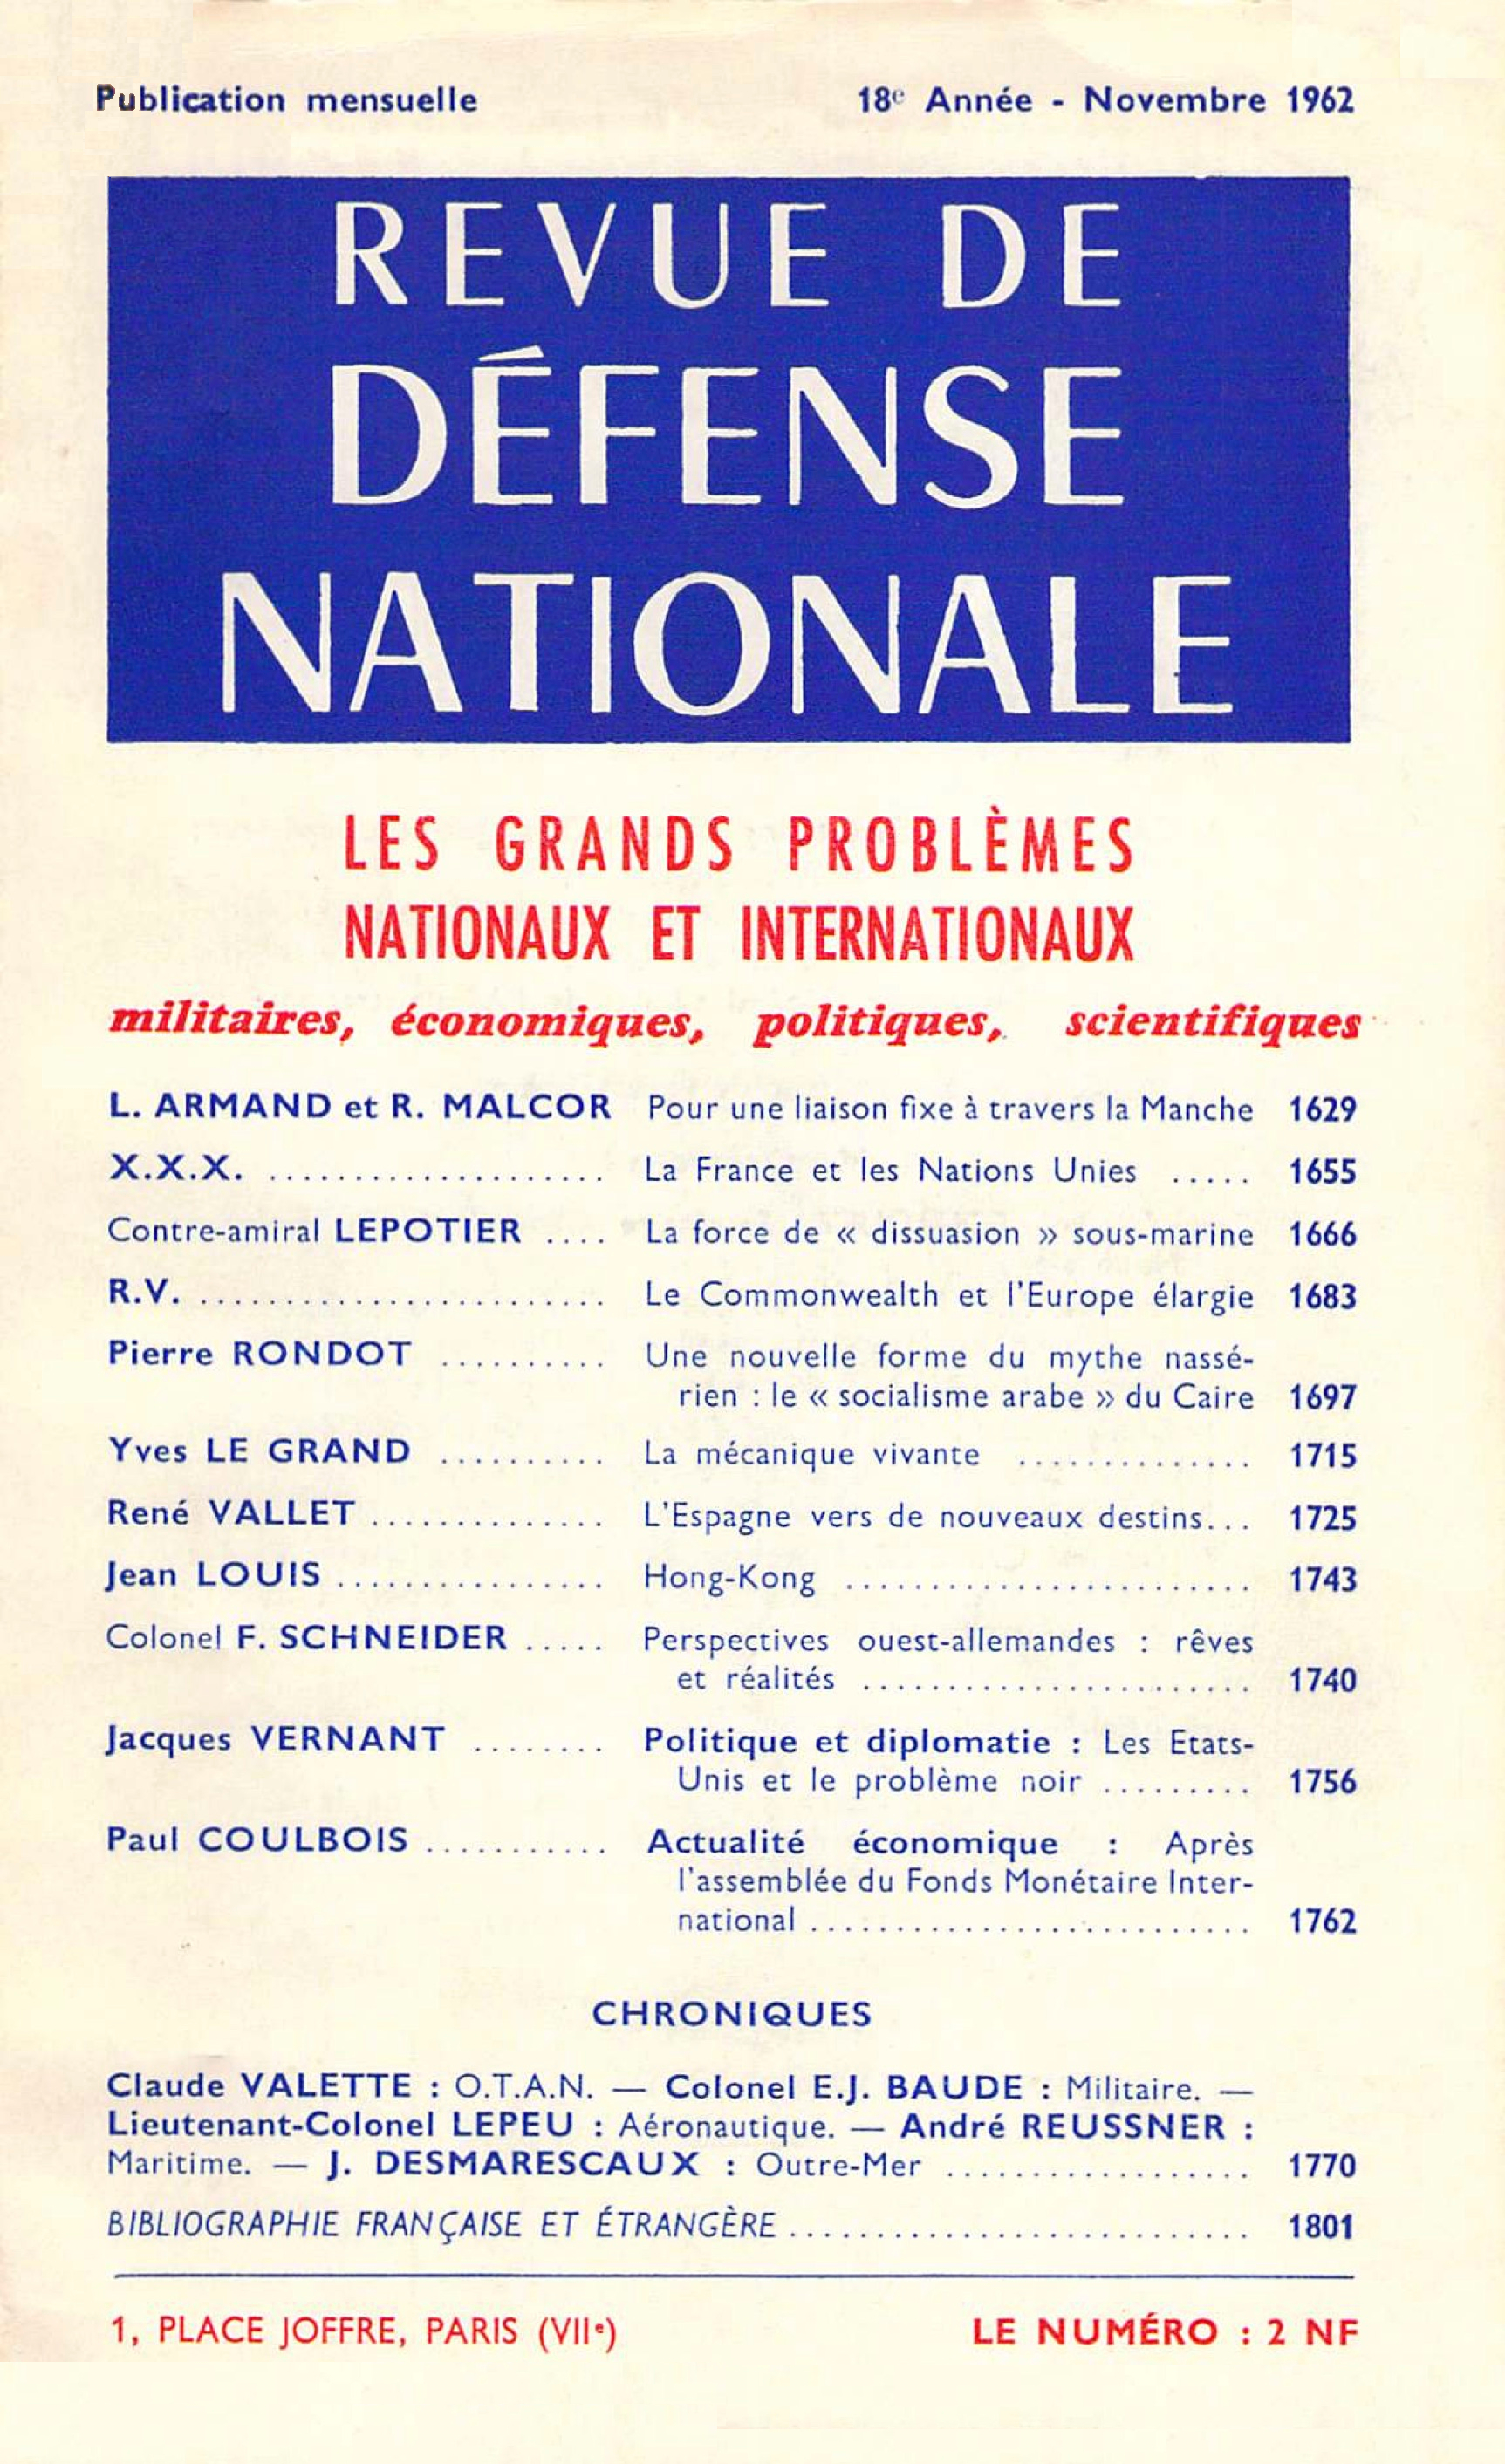 Publication mensuelle 18e Année - Novembre 1962
REVUE DE
DÉFENSE
NATIONALE
LES GRANDS PROBLÈMES
NATIONAUX ET INTERNATIONAUX
militaires, économiques, politiques, scientifiques
L. ARMAND et R. MALCOR Pour une liaison fixe à travers la Manche 1629
X.X.X. .................... La France et les Nations Unies ..... 1655
Contre-amiral LEPOTIER .... La force de « dissuasion » sous-marine 1666
R.V. ........................ Le Commonwealth et l'Europe élargie 1683
Pierre RONDOT .......... Une nouvelle forme du mythe nassé-
rien : le « socialisme arabe » du Caire 1697
Yves LE GRAND .......... La mécanique vivante .............. 1715
René VALLET .............. L'Espagne vers de nouveaux destins... 1725
Jean LOUIS ................ Hong-Kong ........................ 1743
Colonel F. SCHNEIDER ..... Perspectives ouest-allemandes : rêves
et réalités ....................... 1740
Jacques VERNANT ........ Politique et diplomatie : Les Etats-
Unis et le problème noir ......... 1756
Paul COULBOIS ........... Actualité économique : Après
l'assemblée du Fonds Monétaire Inter-
national .......................... 1762
CHRONIQUES
Claude VALETTE : O.T.A.N. — Colonel E.J. BAUDE : Militaire. —
Lieutenant-Colonel LEPEU : Aéronautique. — André REUSSNER :
Maritime. — J. DESMARESCAUX : Outre-Mer .................. 1770
BIBLIOGRAPHIE FRANÇAISE ET ÉTRANGÈRE ........................... 1801
1, PLACE JOFFRE, PARIS (VIIe) LE NUMÉRO : 2 NF